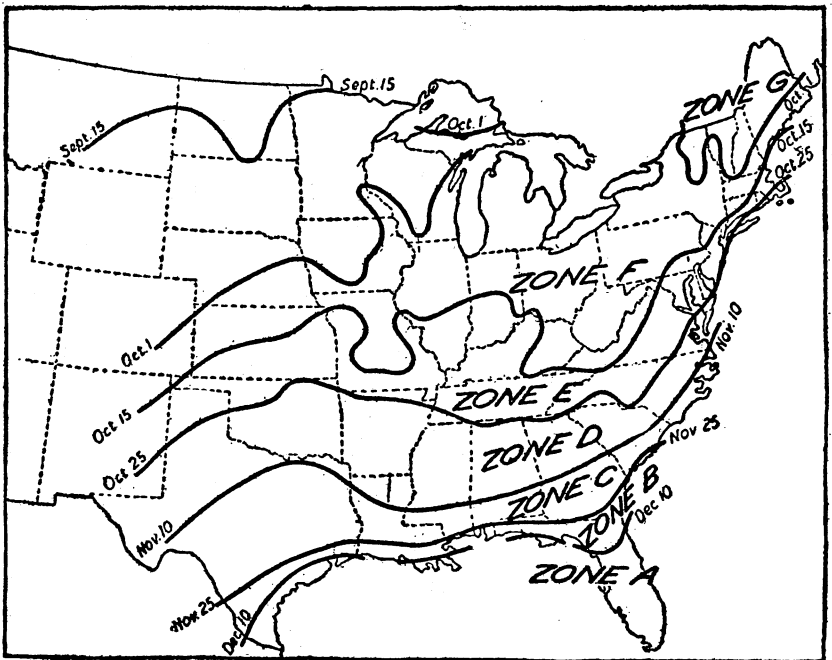 Sept. 15
Sept. 15
Oct. 1
ZONE G
Oct. 1
Oct. 15
Oct. 25
ZONE F
Nov. 10
Oct. 1
Oct 15
ZONE E
Oct 25
ZONE D
Nov 25
ZONE C
ZONE B
Dec 10
Nov. 10
ZONE A
Nov. 25
Dec 10